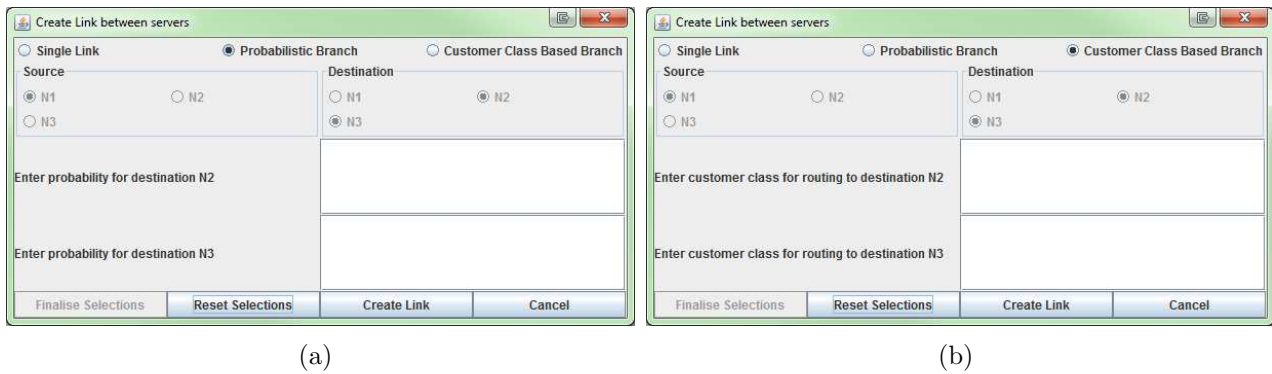 Create Link between servers
Single Link Probabilistic Branch Customer Class Based Branch
Source Destination
N1 N2 N1 N2
N3 N3
Enter probability for destination N2
Enter probability for destination N3
Finalise Selections Reset Selections Create Link Cancel
(a)
Create Link between servers
Single Link Probabilistic Branch Customer Class Based Branch
Source Destination
N1 N2 N1 N2
N3 N3
Enter customer class for routing to destination N2
Enter customer class for routing to destination N3
Finalise Selections Reset Selections Create Link Cancel
(b)